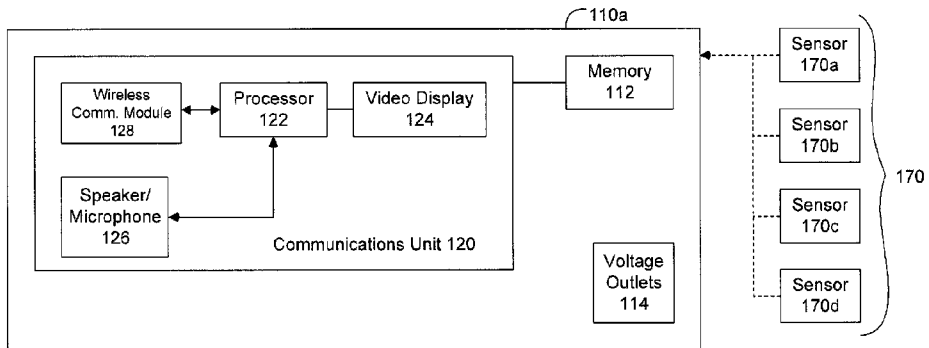 110a
Wireless
Comm. Module
128
Processor
122
Video Display
124
Memory
112
Speaker/
Microphone
126
Communications Unit 120
Voltage
Outlets
114
Sensor
170a
Sensor
170b
Sensor
170c
Sensor
170d
170